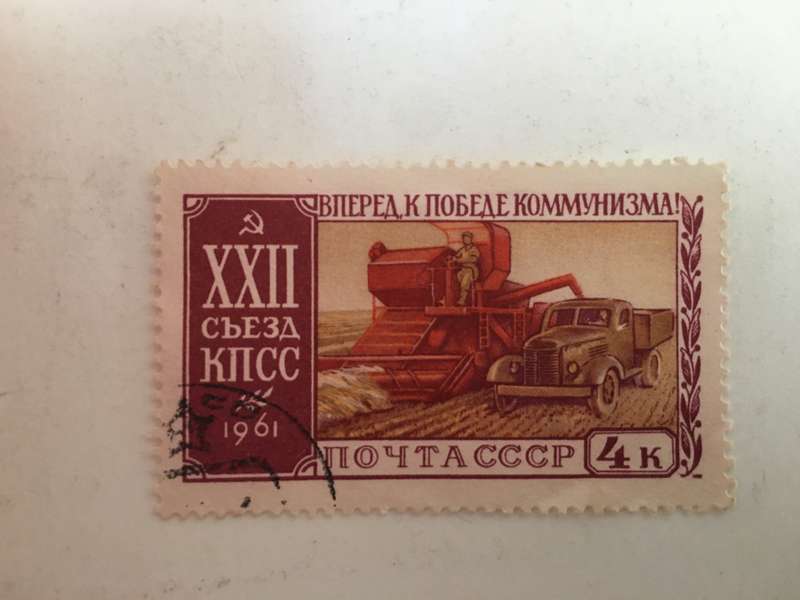 ВПЕРЕД, К ПОБЕДЕ КОММУНИЗМА!
XXII
СЪЕЗД
КПСС
1961
ПОЧТА СССР
4 К